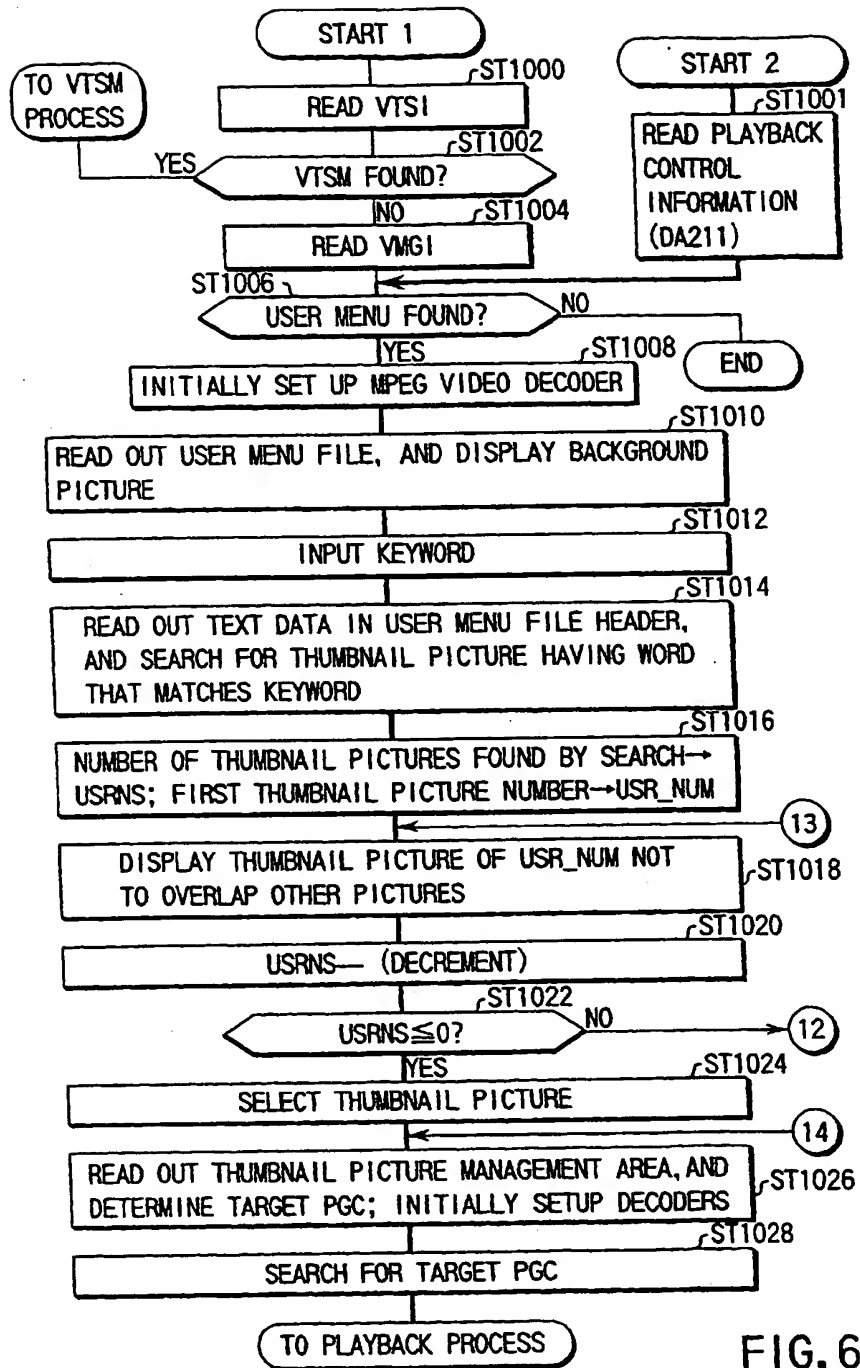 START 1
ST1000
START 2
ST1001
TO VTSM
PROCESS
READ VTSI
ST1002
READ PLAYBACK
CONTROL
INFORMATION
(DA211)
YES
VTSM FOUND?
NO
ST1004
READ VMGI
ST1006
USER MENU FOUND?
NO
END
YES
ST1008
INITIALLY SET UP MPEG VIDEO DECODER
ST1010
READ OUT USER MENU FILE, AND DISPLAY BACKGROUND
PICTURE
ST1012
INPUT KEYWORD
ST1014
READ OUT TEXT DATA IN USER MENU FILE HEADER,
AND SEARCH FOR THUMBNAIL PICTURE HAVING WORD
THAT MATCHES KEYWORD
ST1016
NUMBER OF THUMBNAIL PICTURES FOUND BY SEARCH→
USRNS; FIRST THUMBNAIL PICTURE NUMBER→USR_NUM
13
DISPLAY THUMBNAIL PICTURE OF USR_NUM NOT
TO OVERLAP OTHER PICTURES
ST1018
ST1020
USRNS–– (DECREMENT)
ST1022
USRNS≦0?
NO
12
YES
ST1024
SELECT THUMBNAIL PICTURE
14
READ OUT THUMBNAIL PICTURE MANAGEMENT AREA, AND
DETERMINE TARGET PGC; INITIALLY SETUP DECODERS
ST1026
ST1028
SEARCH FOR TARGET PGC
TO PLAYBACK PROCESS
FIG. 6